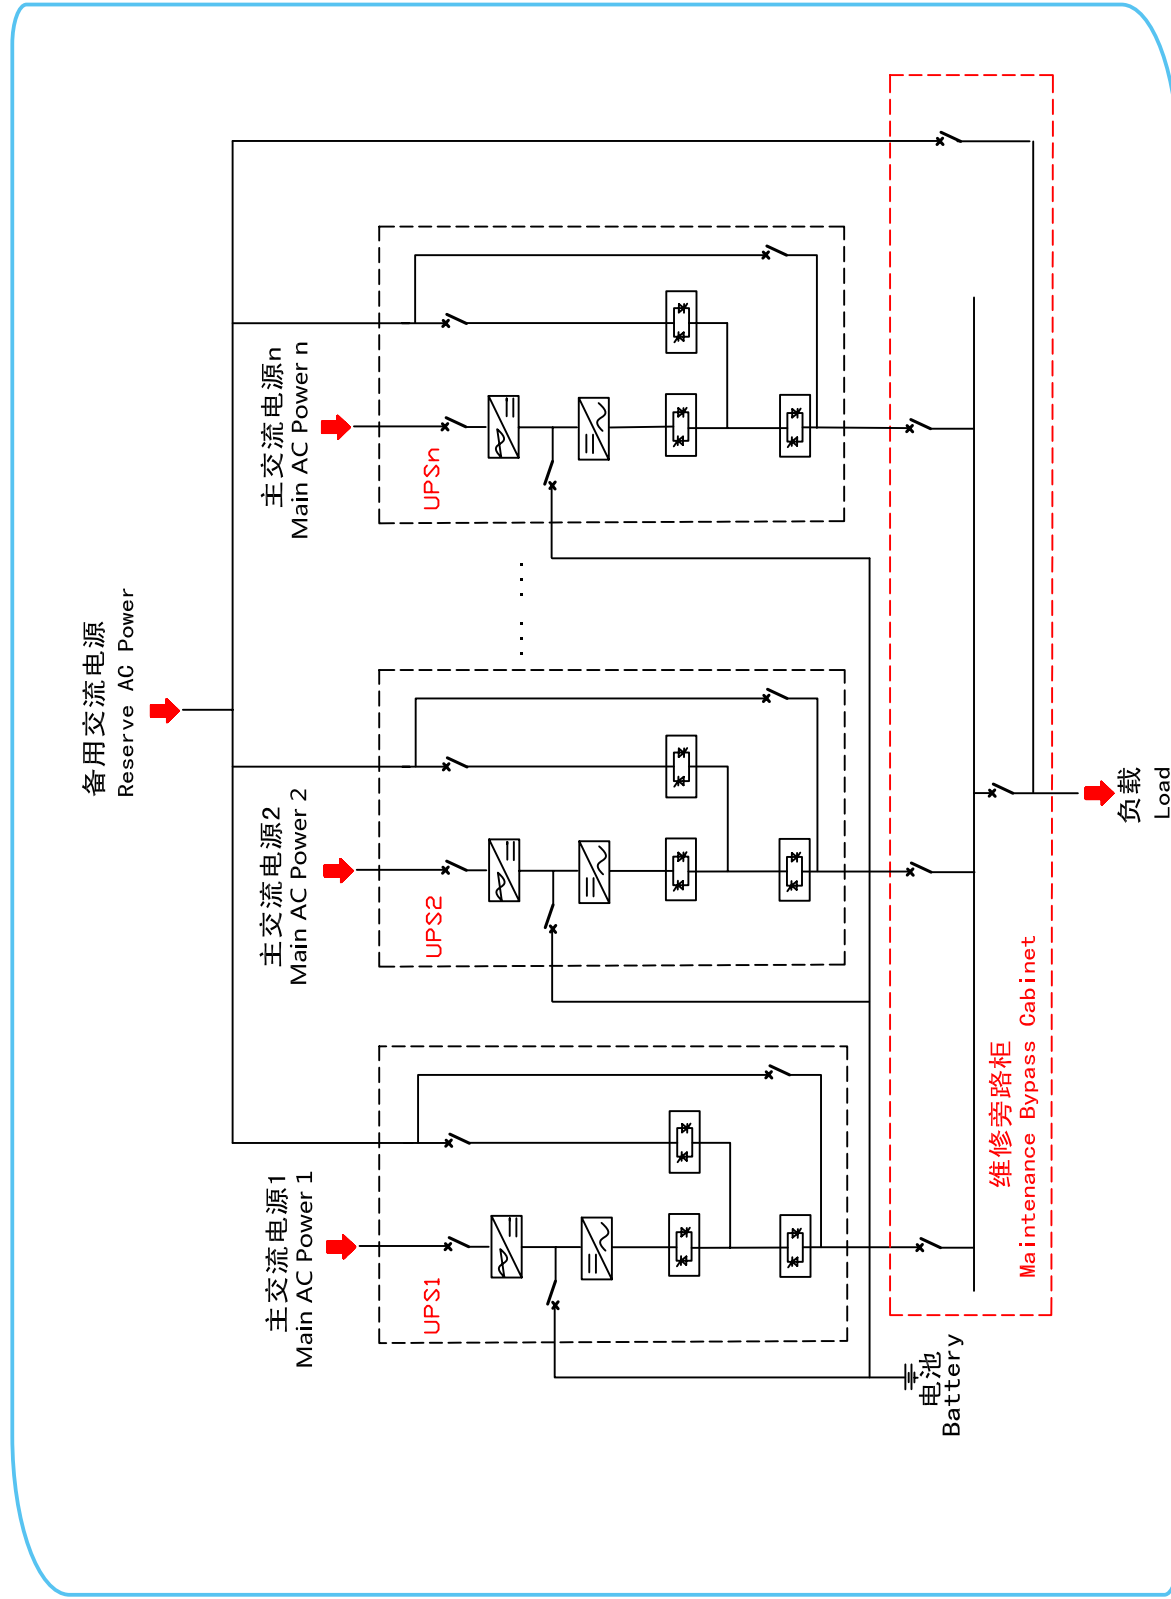 备用交流电源
Reserve AC Power
主交流电源1
Main AC Power 1
主交流电源2
Main AC Power 2
主交流电源n
Main AC Power n
UPS1
UPS2
UPSn
电池
Battery
维修旁路柜
Maintenance Bypass Cabinet
负载
Load